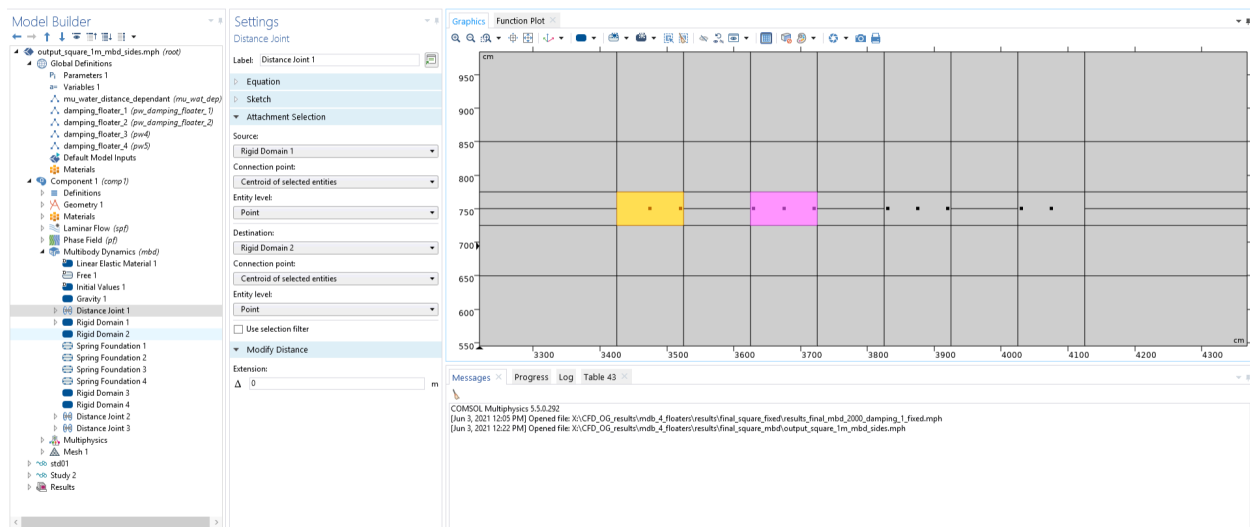 Model Builder
output_square_1m_mbd_sides.mph (root)
Global Definitions
Pi Parameters 1
a= Variables 1
mu_water_distance_dependant (mu_wat_dep)
damping_floater_1 (pw_damping_floater_1)
damping_floater_2 (pw_damping_floater_2)
damping_floater_3 (pw4)
damping_floater_4 (pw5)
Default Model Inputs
Materials
Component 1 (comp1)
Definitions
Geometry 1
Materials
Laminar Flow (spf)
Phase Field (pf)
Multibody Dynamics (mbd)
Linear Elastic Material 1
Free 1
Initial Values 1
Gravity 1
Distance Joint 1
Rigid Domain 1
Rigid Domain 2
Spring Foundation 1
Spring Foundation 2
Spring Foundation 3
Spring Foundation 4
Rigid Domain 3
Rigid Domain 4
Distance Joint 2
Distance Joint 3
Multiphysics
Mesh 1
std01
Study 2
Results
Settings
Distance Joint
Label: Distance Joint 1
Equation
Sketch
Attachment Selection
Source:
Rigid Domain 1
Connection point:
Centroid of selected entities
Entity level:
Point
Destination:
Rigid Domain 2
Connection point:
Centroid of selected entities
Entity level:
Point
Use selection filter
Modify Distance
Extension:
Δ 0 m
Graphics Function Plot
cm
950
900
850
800
750
700
650
600
550
cm
3300 3400 3500 3600 3700 3800 3900 4000 4100 4200 4300
Messages Progress Log Table 43
COMSOL Multiphysics 5.5.0.292
[Jun 3, 2021 12:05 PM] Opened file: X:\CFD_OG_results\mdb_4_floaters\results\final_square_fixed\results_final_mbd_2000_damping_1_fixed.mph
[Jun 3, 2021 12:22 PM] Opened file: X:\CFD_OG_results\mdb_4_floaters\results\final_square_mbd\output_square_1m_mbd_sides.mph